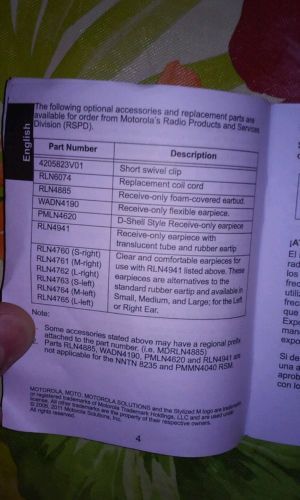 The following optional accessories and replacement parts are
available for order from Motorola's Radio Products and Services
Division (RSPD).
English
Part Number Description
4205823V01 Short swivel clip
RLN6074 Replacement coil cord
RLN4885 Receive-only foam-covered earbud.
WADN4190 Receive-only flexible earpiece.
PMLN4620 D-Shell Style Receive-only earpiece
RLN4941 Receive-only earpiece with
translucent tube and rubber eartip
RLN4760 (S-right) Clear and comfortable earpieces for
RLN4761 (M-right) use with RLN4941 listed above. These
RLN4762 (L-right) earpieces are alternatives to the
RLN4763 (S-left) standard rubber eartip and available in
RLN4764 (M-left) Small, Medium, and Large; for the Left
RLN4765 (L-left) or Right Ear.
Note:
Some accessories stated above may have a regional prefix
attached to the part number. (i.e. MDRLN4885)
Parts RLN4885, WADN4190, PMLN4620 and RLN4941 are
not applicable for the NNTN 8235 and PMMN4040 RSM.
MOTOROLA, MOTO, MOTOROLA SOLUTIONS and the Stylized M logo are trademarks
or registered trademarks of Motorola Trademark Holdings, LLC and are used under
license. All other trademarks are the property of their respective owners.
2011 Motorola Solutions, Inc.
All rights reserved.
4
El
los
que
man
una
con lo